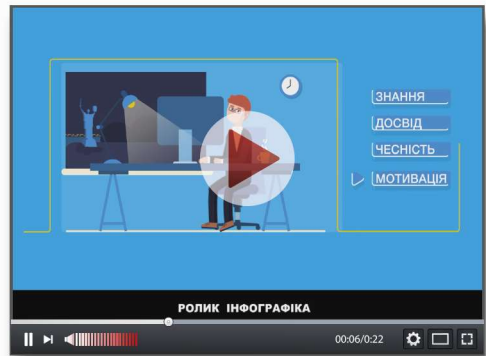 ЗНАННЯ
ДОСВІД
ЧЕСНІСТЬ
МОТИВАЦІЯ
РОЛИК ІНФОГРАФІКА
00:06/0:22